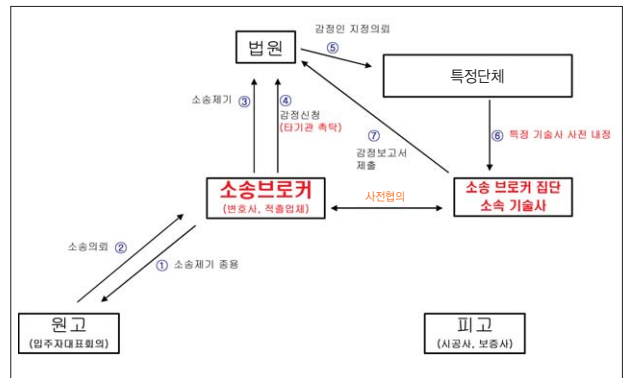 감정인 지정의뢰
⑤
법원
특정단체
소송제기 ③
④
감정신청
(타기관 촉탁)
⑦
감정보고서
제출
⑥ 특정 기술사 사전 내정
소송브로커
(변호사, 적출업체)
사전협의
소송 브로커 집단
소속 기술사
소송의뢰 ②
① 소송제기 종용
원고
(입주자대표회의)
피고
(시공사, 보증사)